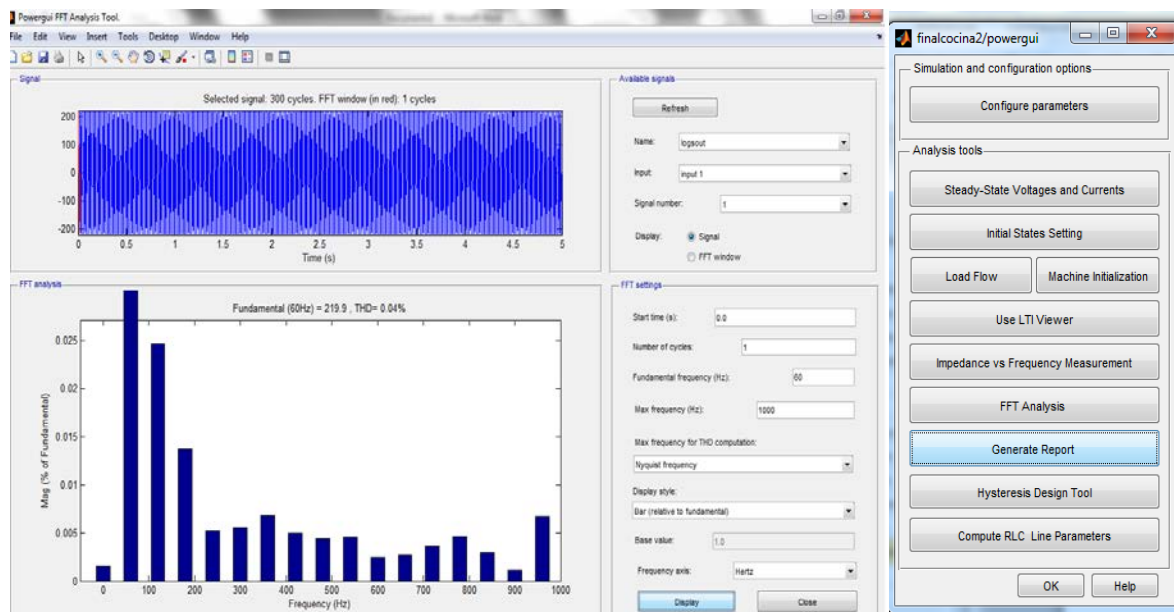 Powergui FFT Analysis Tool.
File Edit View Insert Tools Desktop Window Help
Signal
Selected signal: 300 cycles. FFT window (in red): 1 cycles
200
100
0
-100
-200
0 0.5 1 1.5 2 2.5 3 3.5 4 4.5 5
Time (s)
FFT analysis
Fundamental (60Hz) = 219.9 , THD= 0.04%
0.025
0.02
0.015
0.01
0.005
0
Mag (% of Fundamental)
0 100 200 300 400 500 600 700 800 900 1000
Frequency (Hz)
Available signals
Refresh
Name: logsout
Input: input 1
Signal number: 1
Display: Signal
FFT window
FFT settings
Start time (s): 0.0
Number of cycles: 1
Fundamental frequency (Hz): 60
Max frequency (Hz): 1000
Max frequency for THD computation:
Nyquist frequency
Display style:
Bar (relative to fundamental)
Base value: 1.0
Frequency axis: Hertz
Display Close
finalcocina2/powergui
Simulation and configuration options
Configure parameters
Analysis tools
Steady-State Voltages and Currents
Initial States Setting
Load Flow Machine Initialization
Use LTI Viewer
Impedance vs Frequency Measurement
FFT Analysis
Generate Report
Hysteresis Design Tool
Compute RLC Line Parameters
OK Help